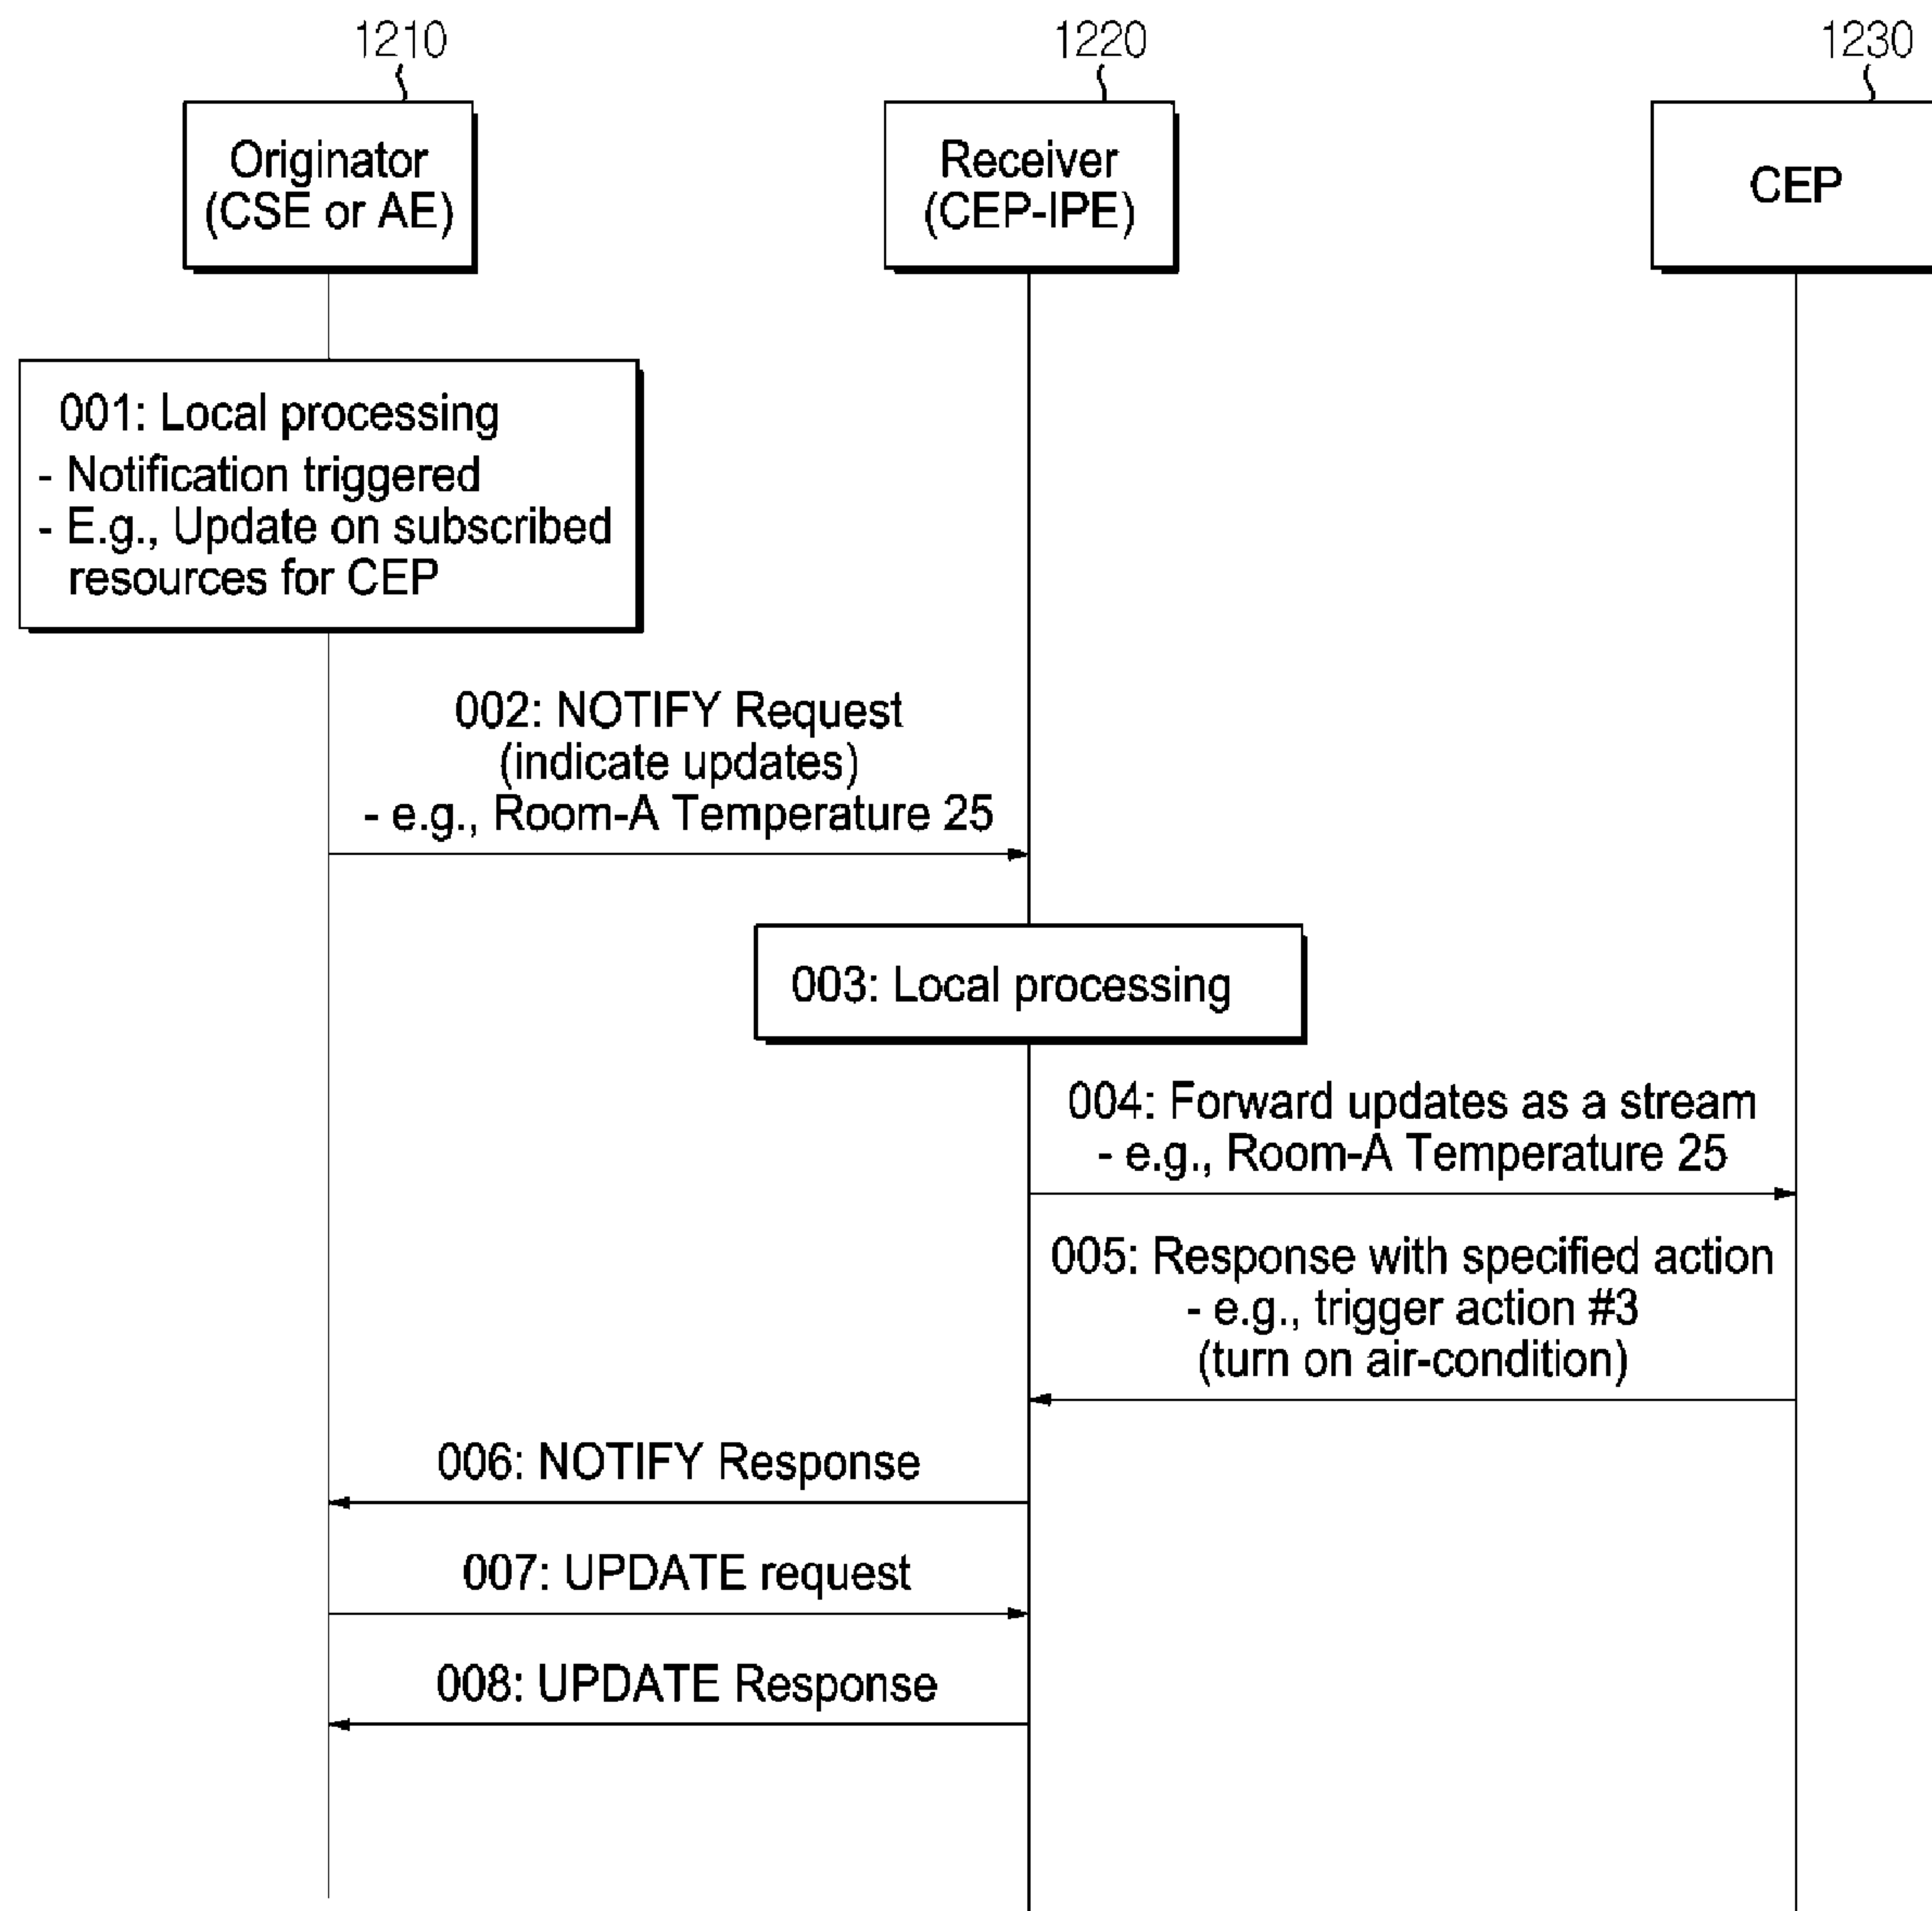 1210
1220
1230
Originator
(CSE or AE)
Receiver
(CEP-IPE)
CEP
001: Local processing
- Notification triggered
- E.g., Update on subscribed
resources for CEP
002: NOTIFY Request
(indicate updates)
- e.g., Room-A Temperature 25
003: Local processing
004: Forward updates as a stream
- e.g., Room-A Temperature 25
005: Response with specified action
- e.g., trigger action #3
(turn on air-condition)
006: NOTIFY Response
007: UPDATE request
008: UPDATE Response